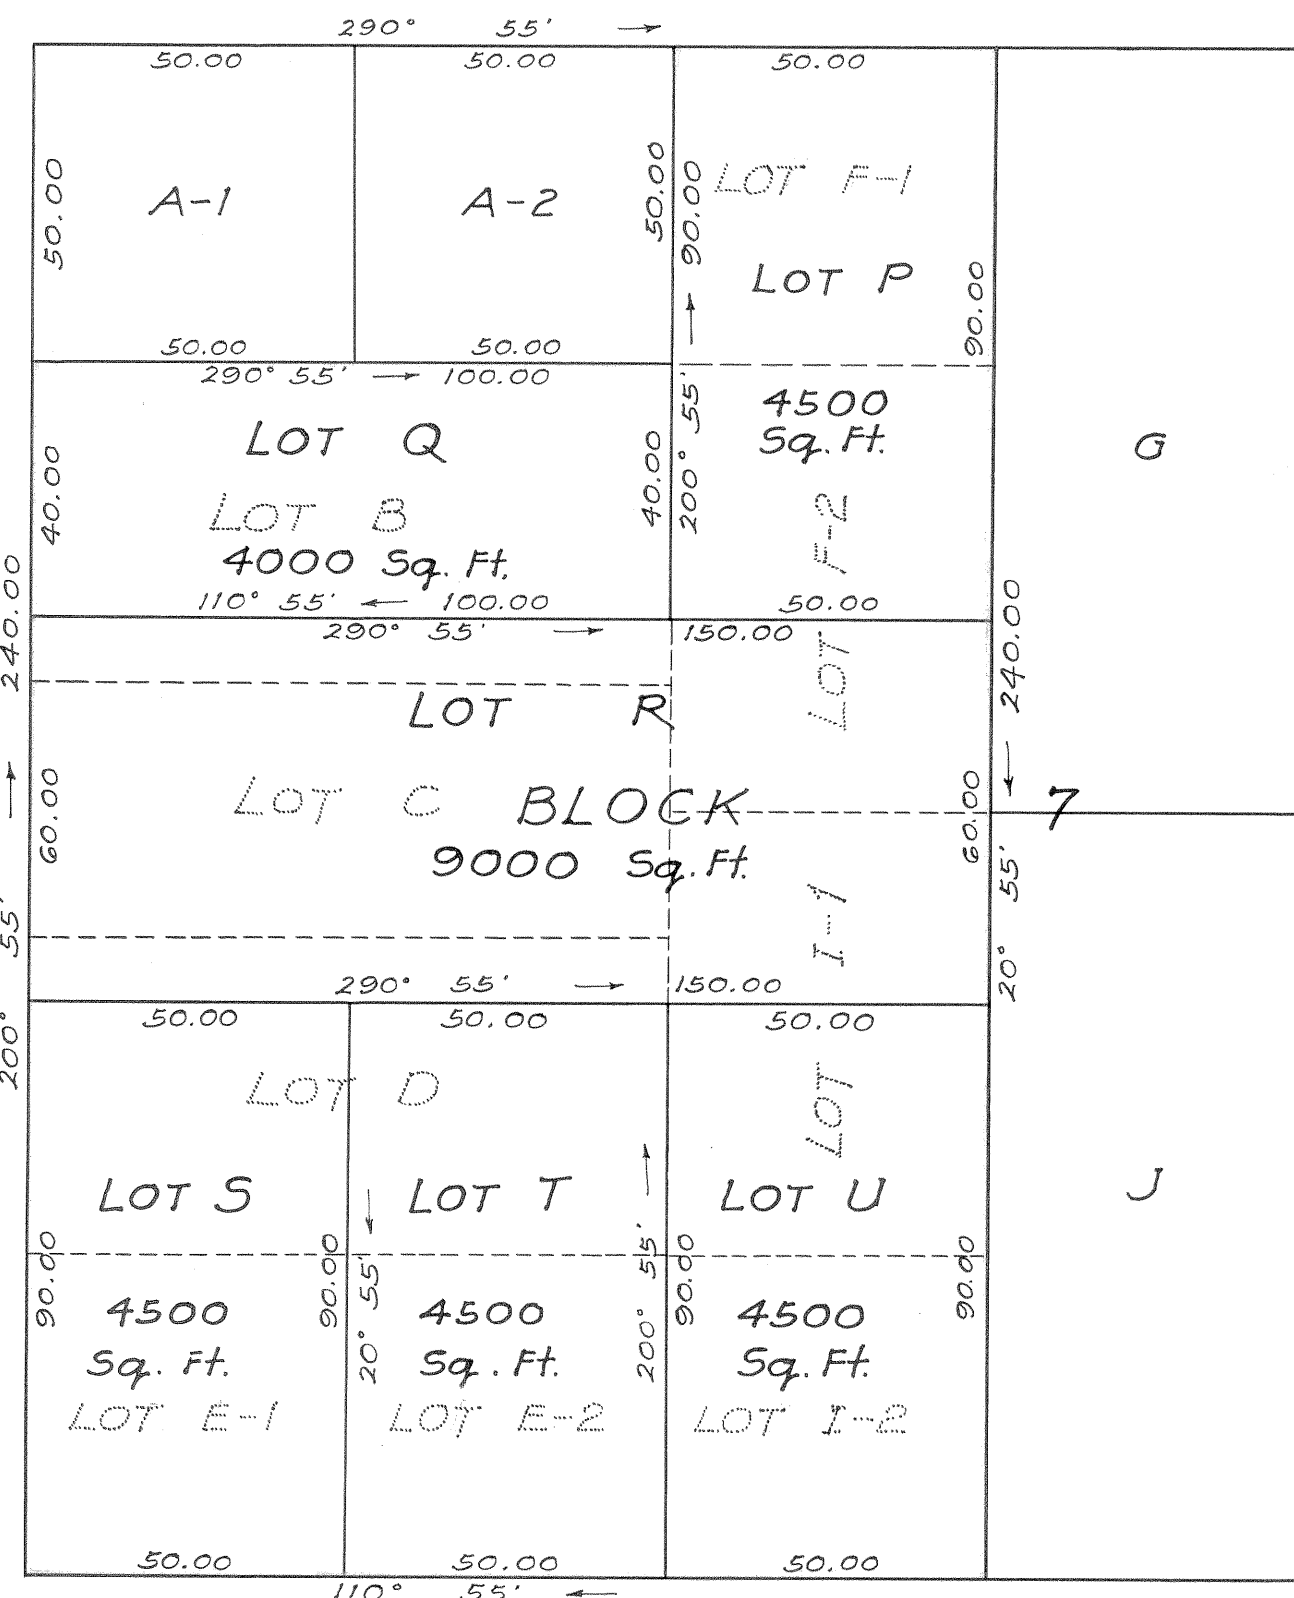 290° 55' →
50.00 50.00 50.00
50.00
A-1
A-2
50.00
90.00
LOT F-1
LOT P
90.00
50.00 50.00
290° 55' → 100.00
LOT Q
LOT B
4000 Sq. Ft.
40.00
40.00
200° 55'
4500
Sq. Ft.
LOT F-2
G
110° 55' ← 100.00
50.00
290° 55' → 150.00
240.00
240.00
LOT R
LOT C
BLOCK 7
9000 Sq. Ft.
60.00
60.00
LOT I-1
200° 55'
20° 55'
290° 55' → 150.00
50.00 50.00 50.00
LOT D
LOT S
LOT T
LOT U
J
90.00
90.00
20° 55'
200° 55'
90.00
90.00
4500 4500 4500
Sq. Ft. Sq. Ft. Sq. Ft.
LOT E-1 LOT E-2 LOT I-2
50.00 50.00 50.00
110° 55' ←